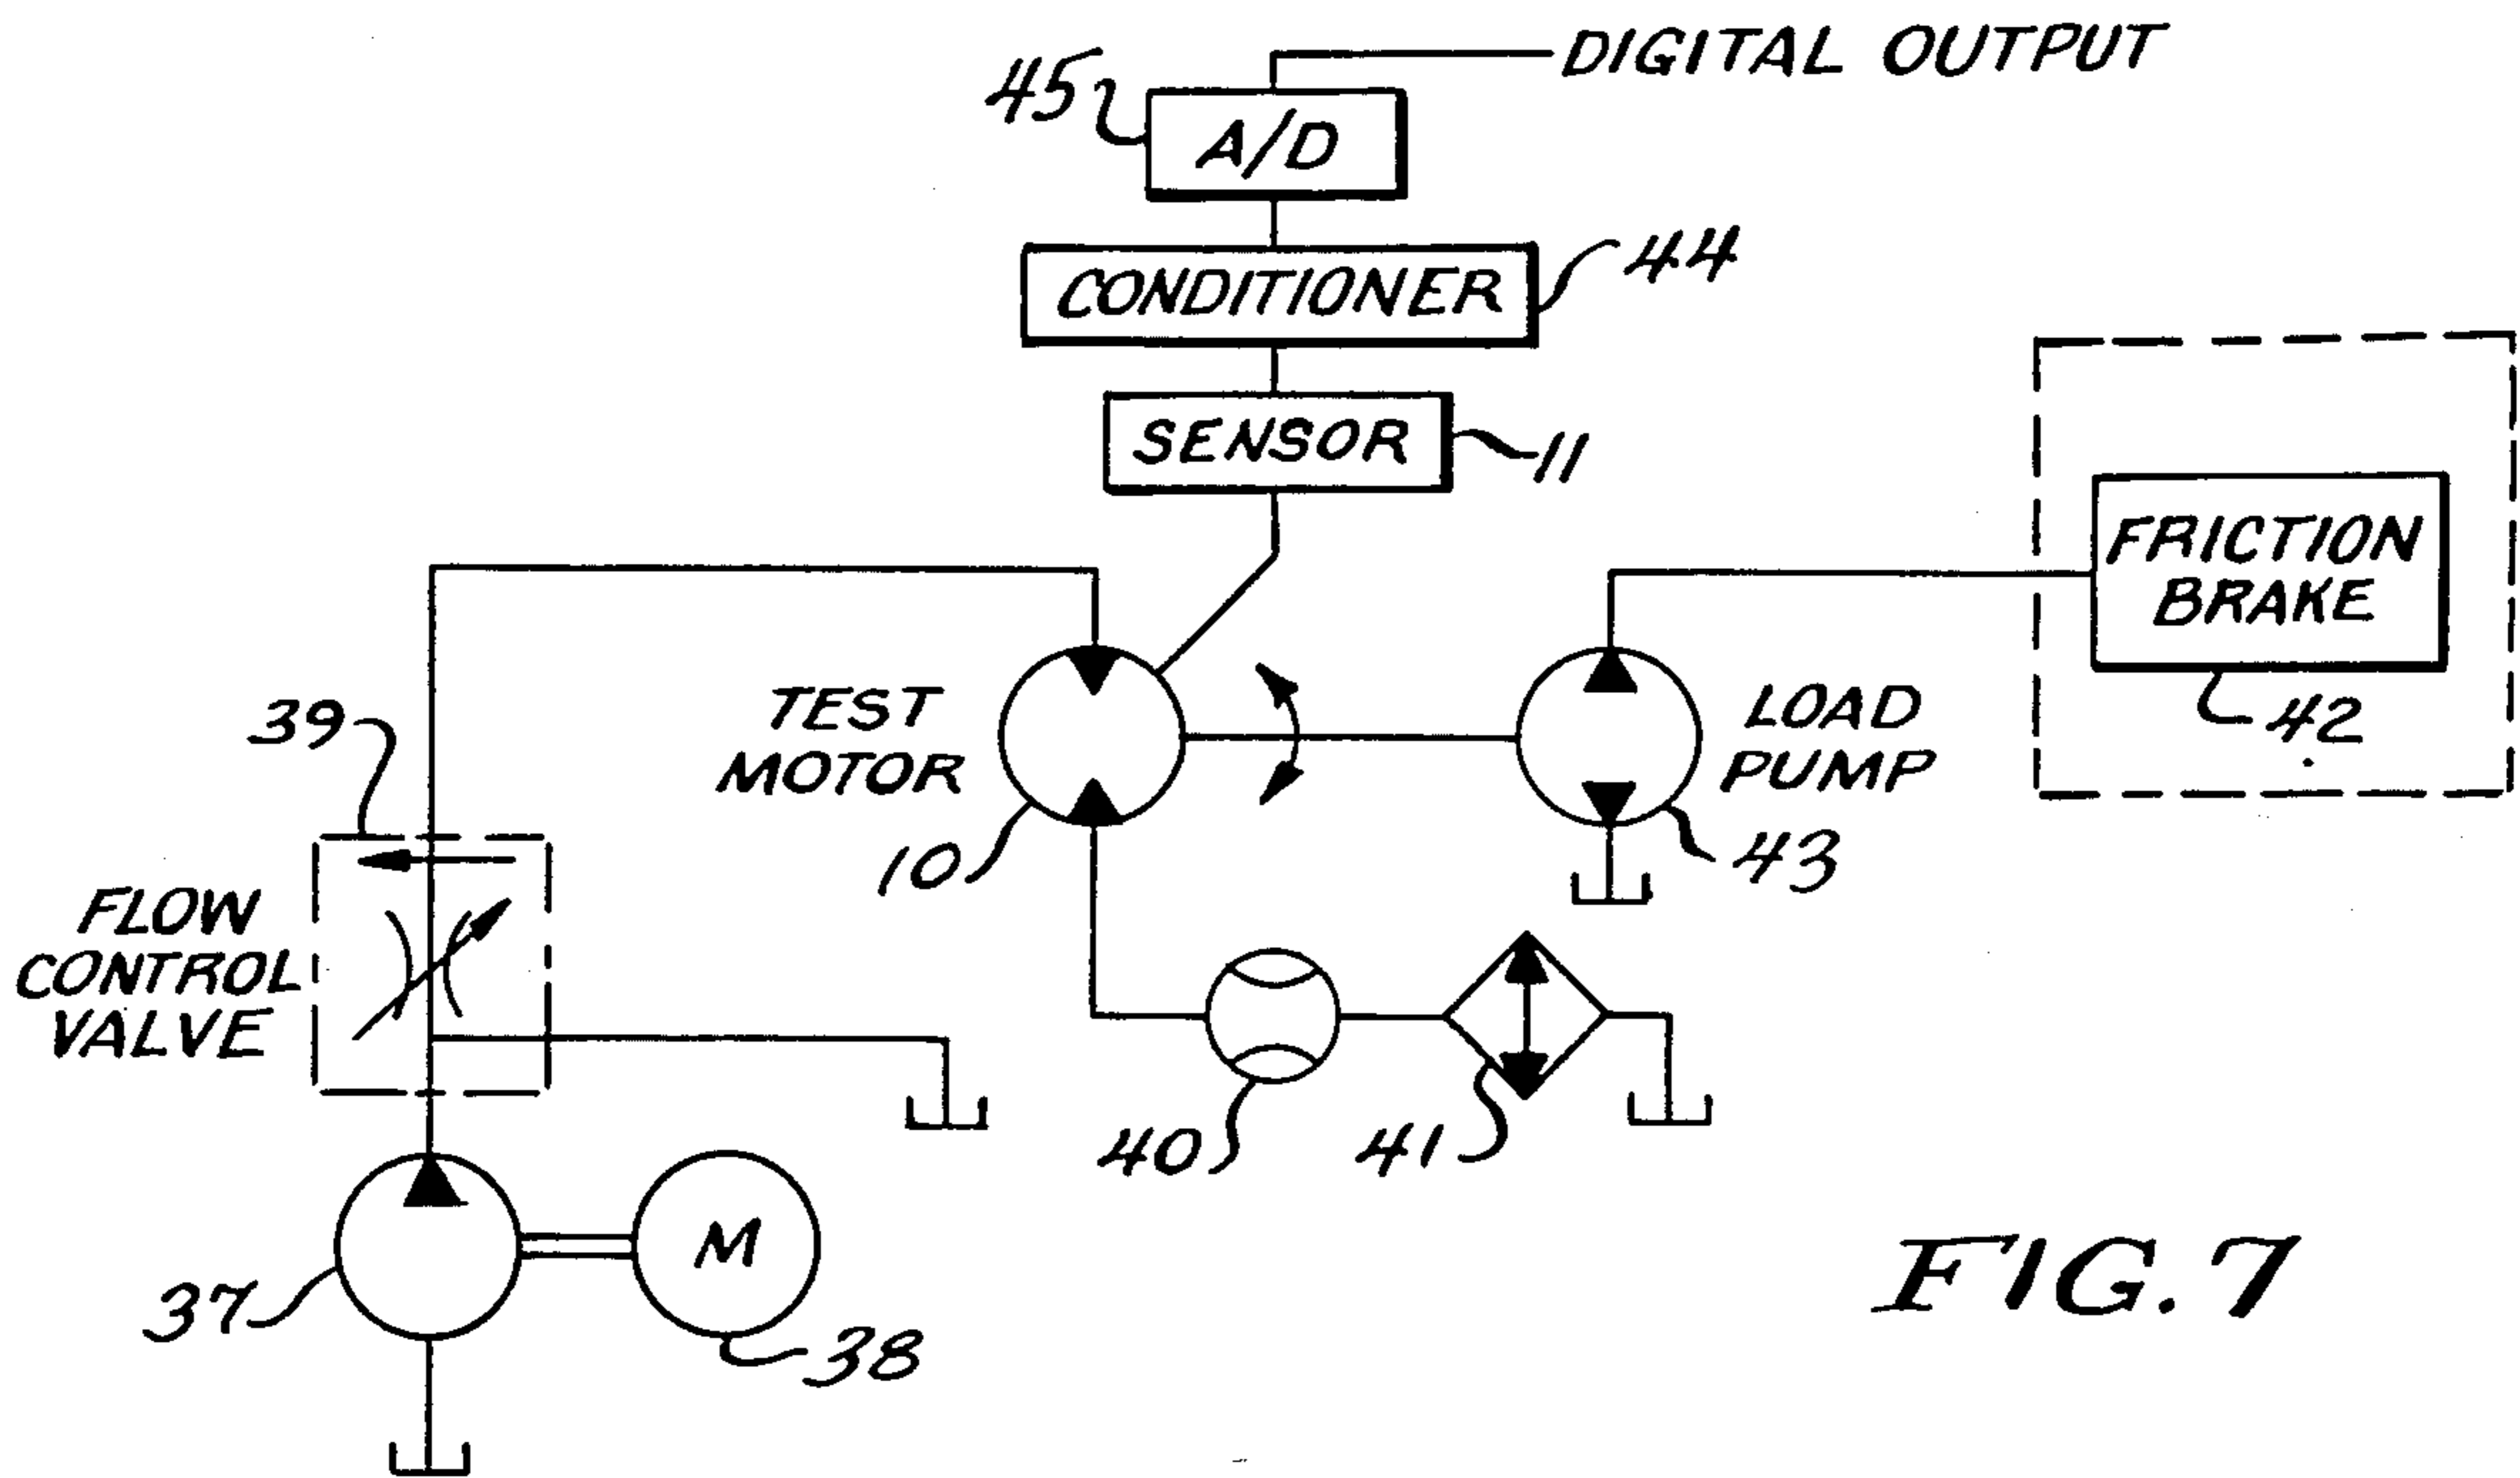 DIGITAL OUTPUT
45
A/D
CONDITIONER
44
SENSOR
11
FRICTION
BRAKE
42
39
TEST
MOTOR
10
LOAD
PUMP
43
FLOW
CONTROL
VALVE
40
41
37
M
38
FIG. 7